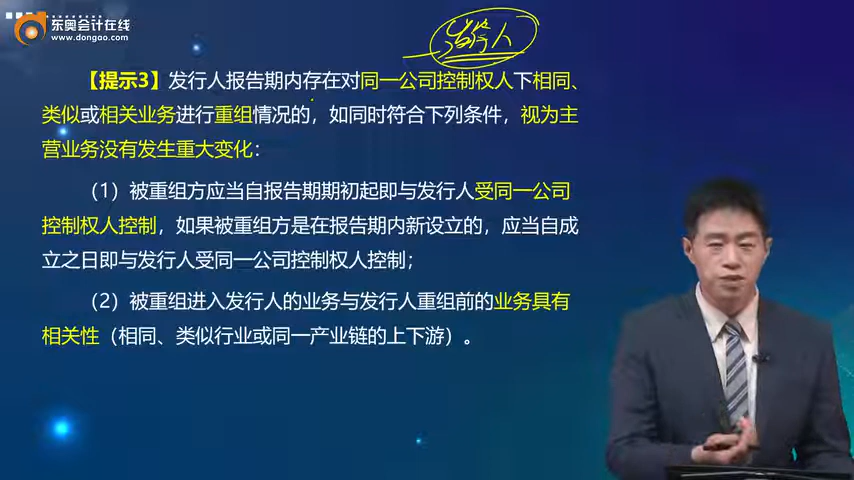 东奥会计在线
www.dongao.com
发行人
【提示3】发行人报告期内存在对同一公司控制权人下相同、
类似或相关业务进行重组情况的，如同时符合下列条件，视为主
营业务没有发生重大变化：
（1）被重组方应当自报告期期初起即与发行人受同一公司
控制权人控制，如果被重组方是在报告期内新设立的，应当自成
立之日即与发行人受同一公司控制权人控制；
（2）被重组进入发行人的业务与发行人重组前的业务具有
相关性（相同、类似行业或同一产业链的上下游）。